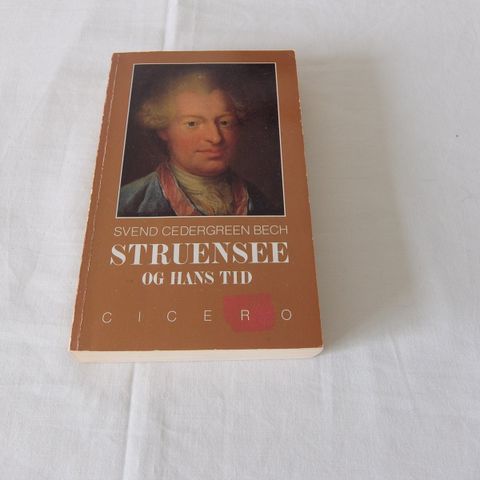 SVEND CEDERGREEN BECH
STRUENSEE
OG HANS TID
CICERO